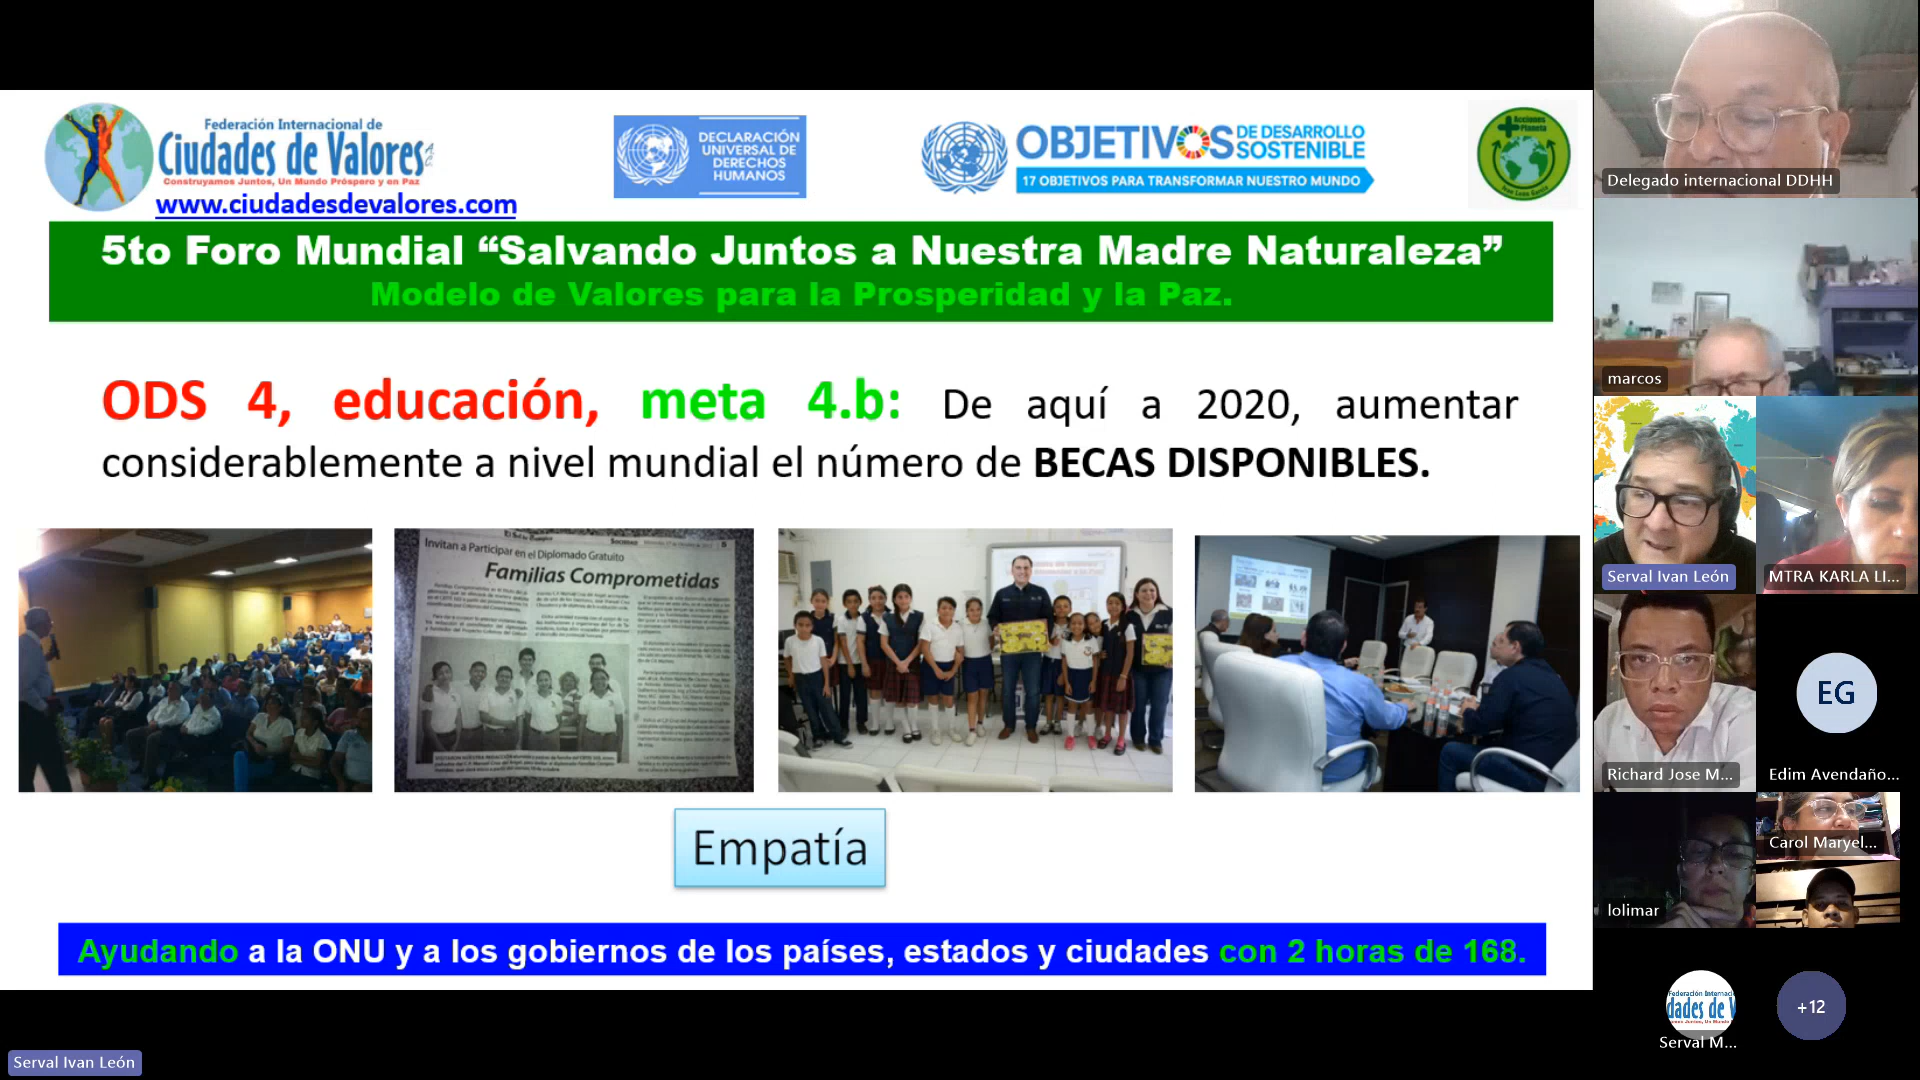 Federación Internacional de
Ciudades de Valores
Construyamos Juntos, Un Mundo Próspero y en Paz
www.ciudadesdevalores.com
DECLARACIÓN
UNIVERSAL DE
DERECHOS
HUMANOS
OBJETIVOS DE DESARROLLO
SOSTENIBLE
17 OBJETIVOS PARA TRANSFORMAR NUESTRO MUNDO
Acciones
Planeta
5to Foro Mundial “Salvando Juntos a Nuestra Madre Naturaleza”
Modelo de Valores para la Prosperidad y la Paz.
ODS 4, educación, meta 4.b: De aquí a 2020, aumentar
considerablemente a nivel mundial el número de BECAS DISPONIBLES.
Invitan a Participar en el Diplomado Gratuito
Familias Comprometidas
Empatía
Ayudando a la ONU y a los gobiernos de los países, estados y ciudades con 2 horas de 168.
Serval Ivan León
Delegado internacional DDHH
marcos
Serval Ivan León
MTRA KARLA LI...
Richard Jose M...
EG
Edim Avendaño...
lolimar
Carol Maryel...
Serval M...
+12